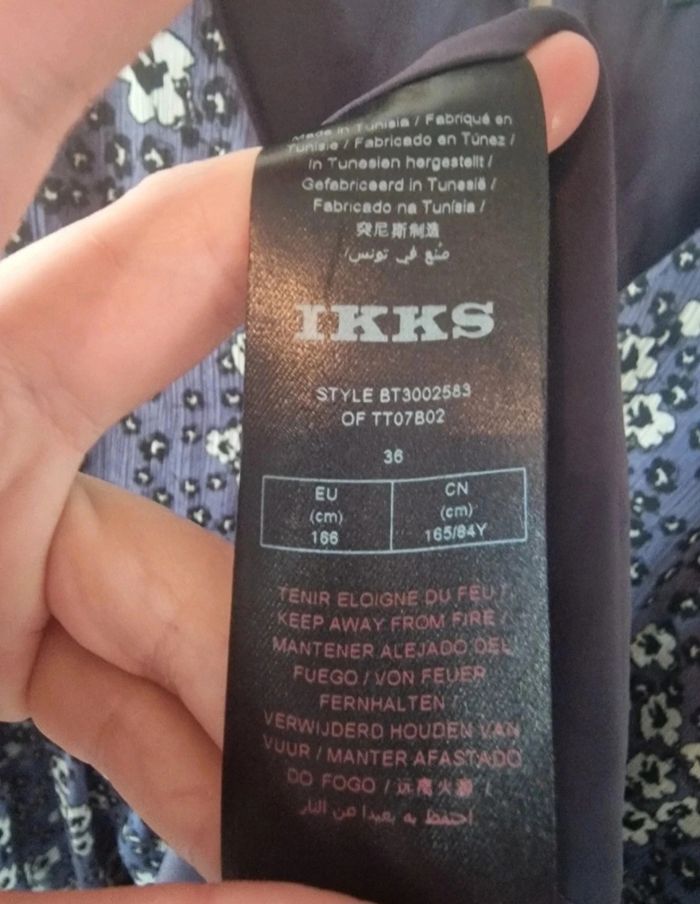 Made in Tunisia / Fabriqué en
Tunisie / Fabricado en Túnez /
In Tunesien hergestellt /
Gefabriceerd in Tunesië /
Fabricado na Tunísia /
突尼斯制造
صُنع في تونس/
IKKS
STYLE BT3002583
OF TT07B02
36
EU
(cm)
166
CN
(cm)
165/84Y
TENIR ELOIGNE DU FEU /
KEEP AWAY FROM FIRE /
MANTENER ALEJADO DEL
FUEGO / VON FEUER
FERNHALTEN /
VERWIJDERD HOUDEN VAN
VUUR / MANTER AFASTADO
DO FOGO / 远离火源 /
احتفظ به بعيدا من النار